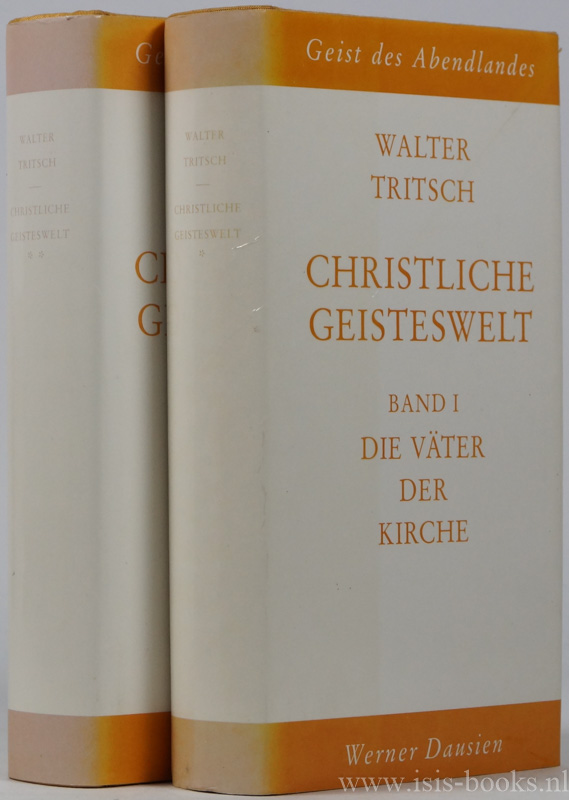 Geist des Abendlandes
WALTER
TRITSCH
CHRISTLICHE
GEISTESWELT
BAND I
DIE VÄTER
DER
KIRCHE
Werner Dausien
WALTER
TRITSCH
CHRISTLICHE
GEISTESWELT
Ge
WALTER
TRITSCH
CHRISTLICHE
GEISTESWELT
C
G
www.isis-books.nl